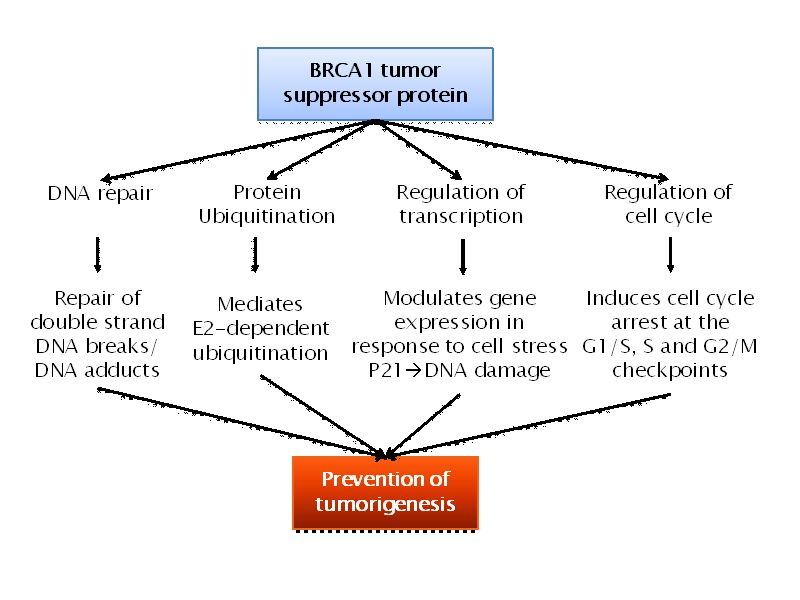 BRCA1 tumor
suppressor protein
DNA repair
Protein
Ubiquitination
Regulation of
transcription
Regulation of
cell cycle
Repair of
double strand
DNA breaks/
DNA adducts
Mediates
E2-dependent
ubiquitination
Modulates gene
expression in
response to cell stress
P21→DNA damage
Induces cell cycle
arrest at the
G1/S, S and G2/M
checkpoints
Prevention of
tumorigenesis